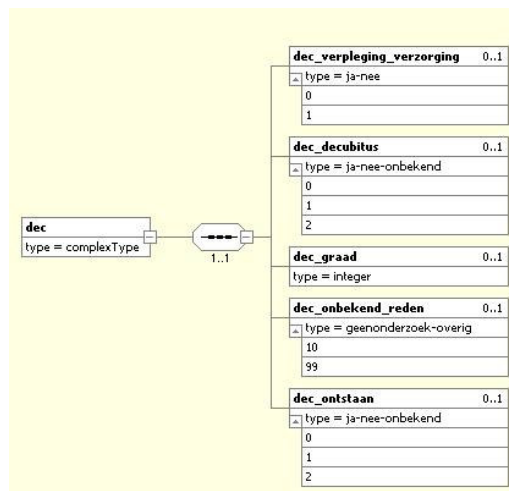 dec
type = complexType
1..1
dec_verpleging_verzorging 0..1
type = ja-nee
0
1
dec_decubitus 0..1
type = ja-nee-onbekend
0
1
2
dec_graad 0..1
type = integer
dec_onbekend_reden 0..1
type = geenonderzoek-overig
10
99
dec_ontstaan 0..1
type = ja-nee-onbekend
0
1
2